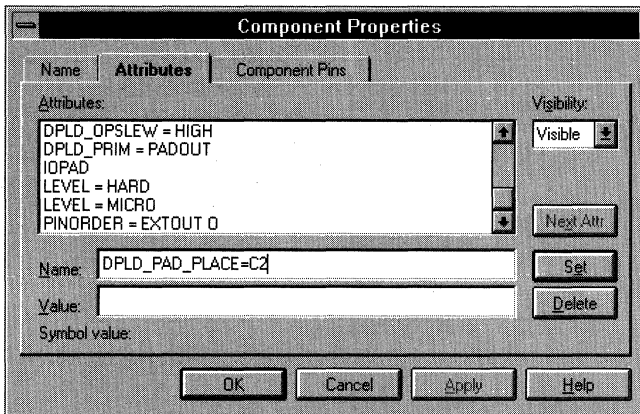 Component Properties
Name Attributes Component Pins
Attributes:
DPLD_OPSLEW = HIGH
DPLD_PRIM = PADOUT
IOPAD
LEVEL = HARD
LEVEL = MICRO
PINORDER = EXTOUT O
Visibility:
Visible
Next Attr
Name: DPLD_PAD_PLACE=C2
Set
Value:
Delete
Symbol value:
OK Cancel Apply Help